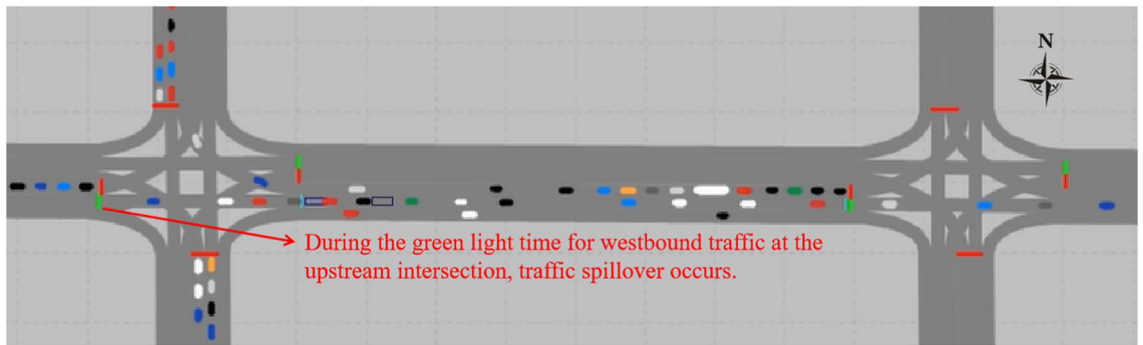 N
During the green light time for westbound traffic at the
upstream intersection, traffic spillover occurs.